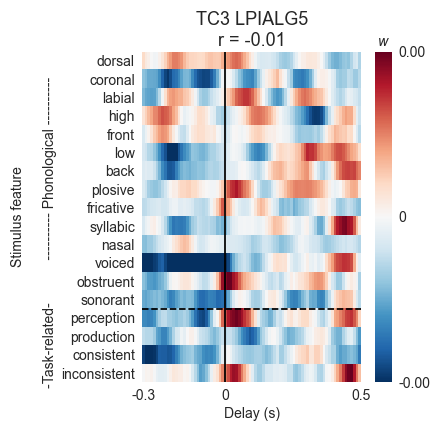 TC3 LPIALG5
r = -0.01
w
dorsal
coronal
labial
high
front
low
back
plosive
fricative
syllabic
nasal
voiced
obstruent
sonorant
perception
production
consistent
inconsistent
Stimulus feature
-Task-related- ----------- Phonological ----------
-0.3 0 0.5
Delay (s)
0.00
0
-0.00